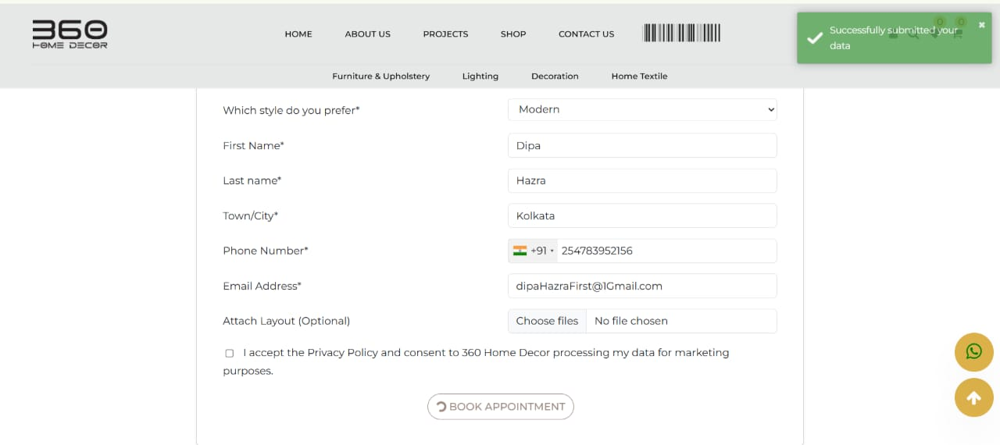 360
HOME DECOR
HOME ABOUT US PROJECTS SHOP CONTACT US
Successfully submitted your
data
0 0
Furniture & Upholstery Lighting Decoration Home Textile
Which style do you prefer* Modern
First Name* Dipa
Last name* Hazra
Town/City* Kolkata
Phone Number* +91 254783952156
Email Address* dipaHazraFirst@1Gmail.com
Attach Layout (Optional) Choose files No file chosen
I accept the Privacy Policy and consent to 360 Home Decor processing my data for marketing
purposes.
BOOK APPOINTMENT